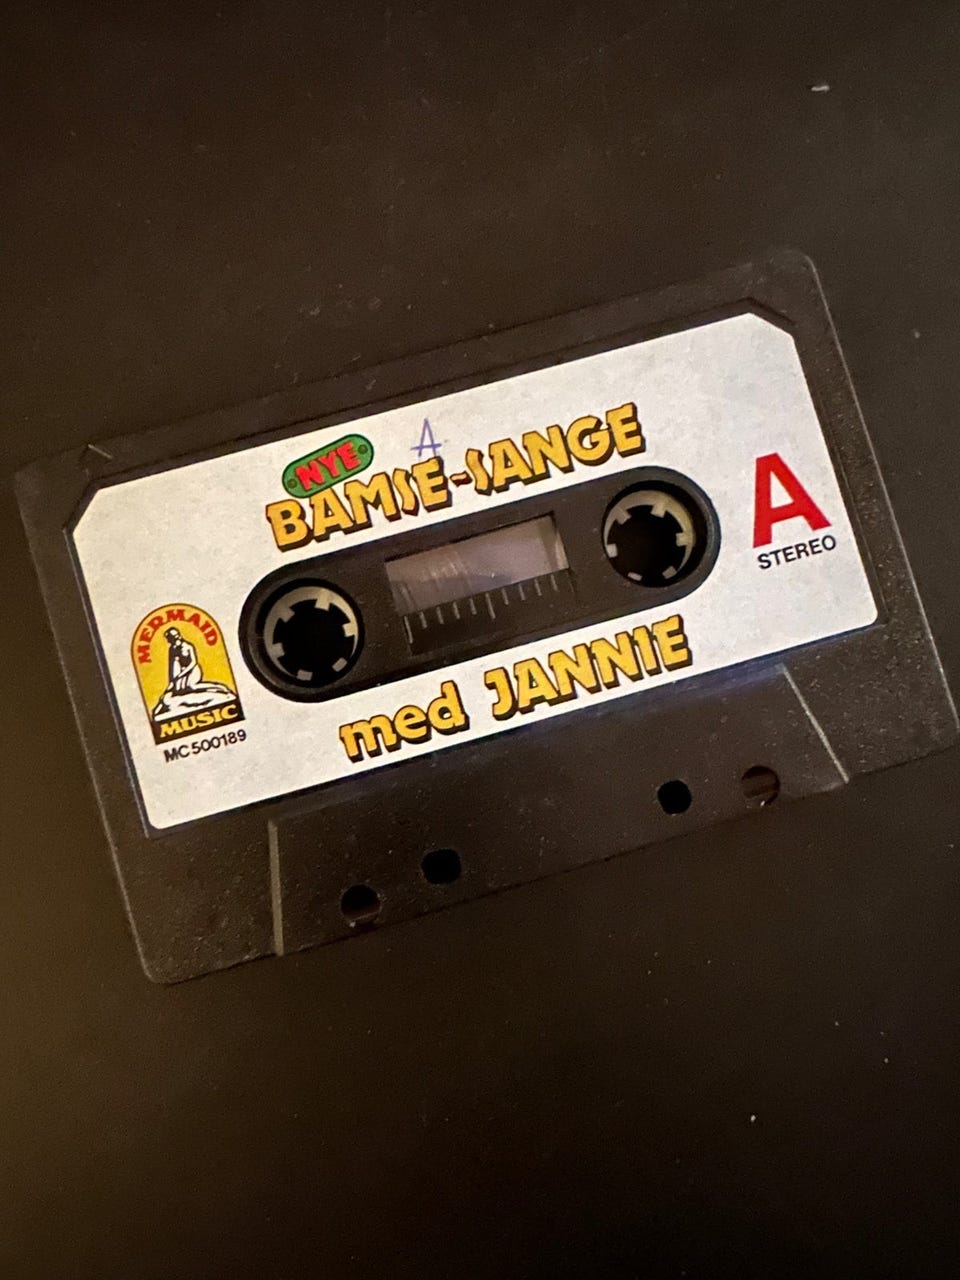 A
NYE
BAMSE-SANGE
A
STEREO
MERMAID
MUSIC
MC 500189
med JANNIE